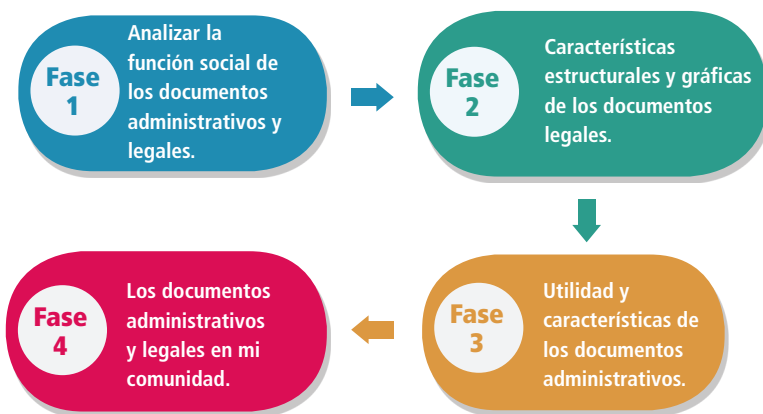 Fase
1
Analizar la
función social de
los documentos
administrativos y
legales.
Fase
2
Características
estructurales y gráficas
de los documentos
legales.
Fase
3
Utilidad y
características de
los documentos
administrativos.
Fase
4
Los documentos
administrativos
y legales en mi
comunidad.